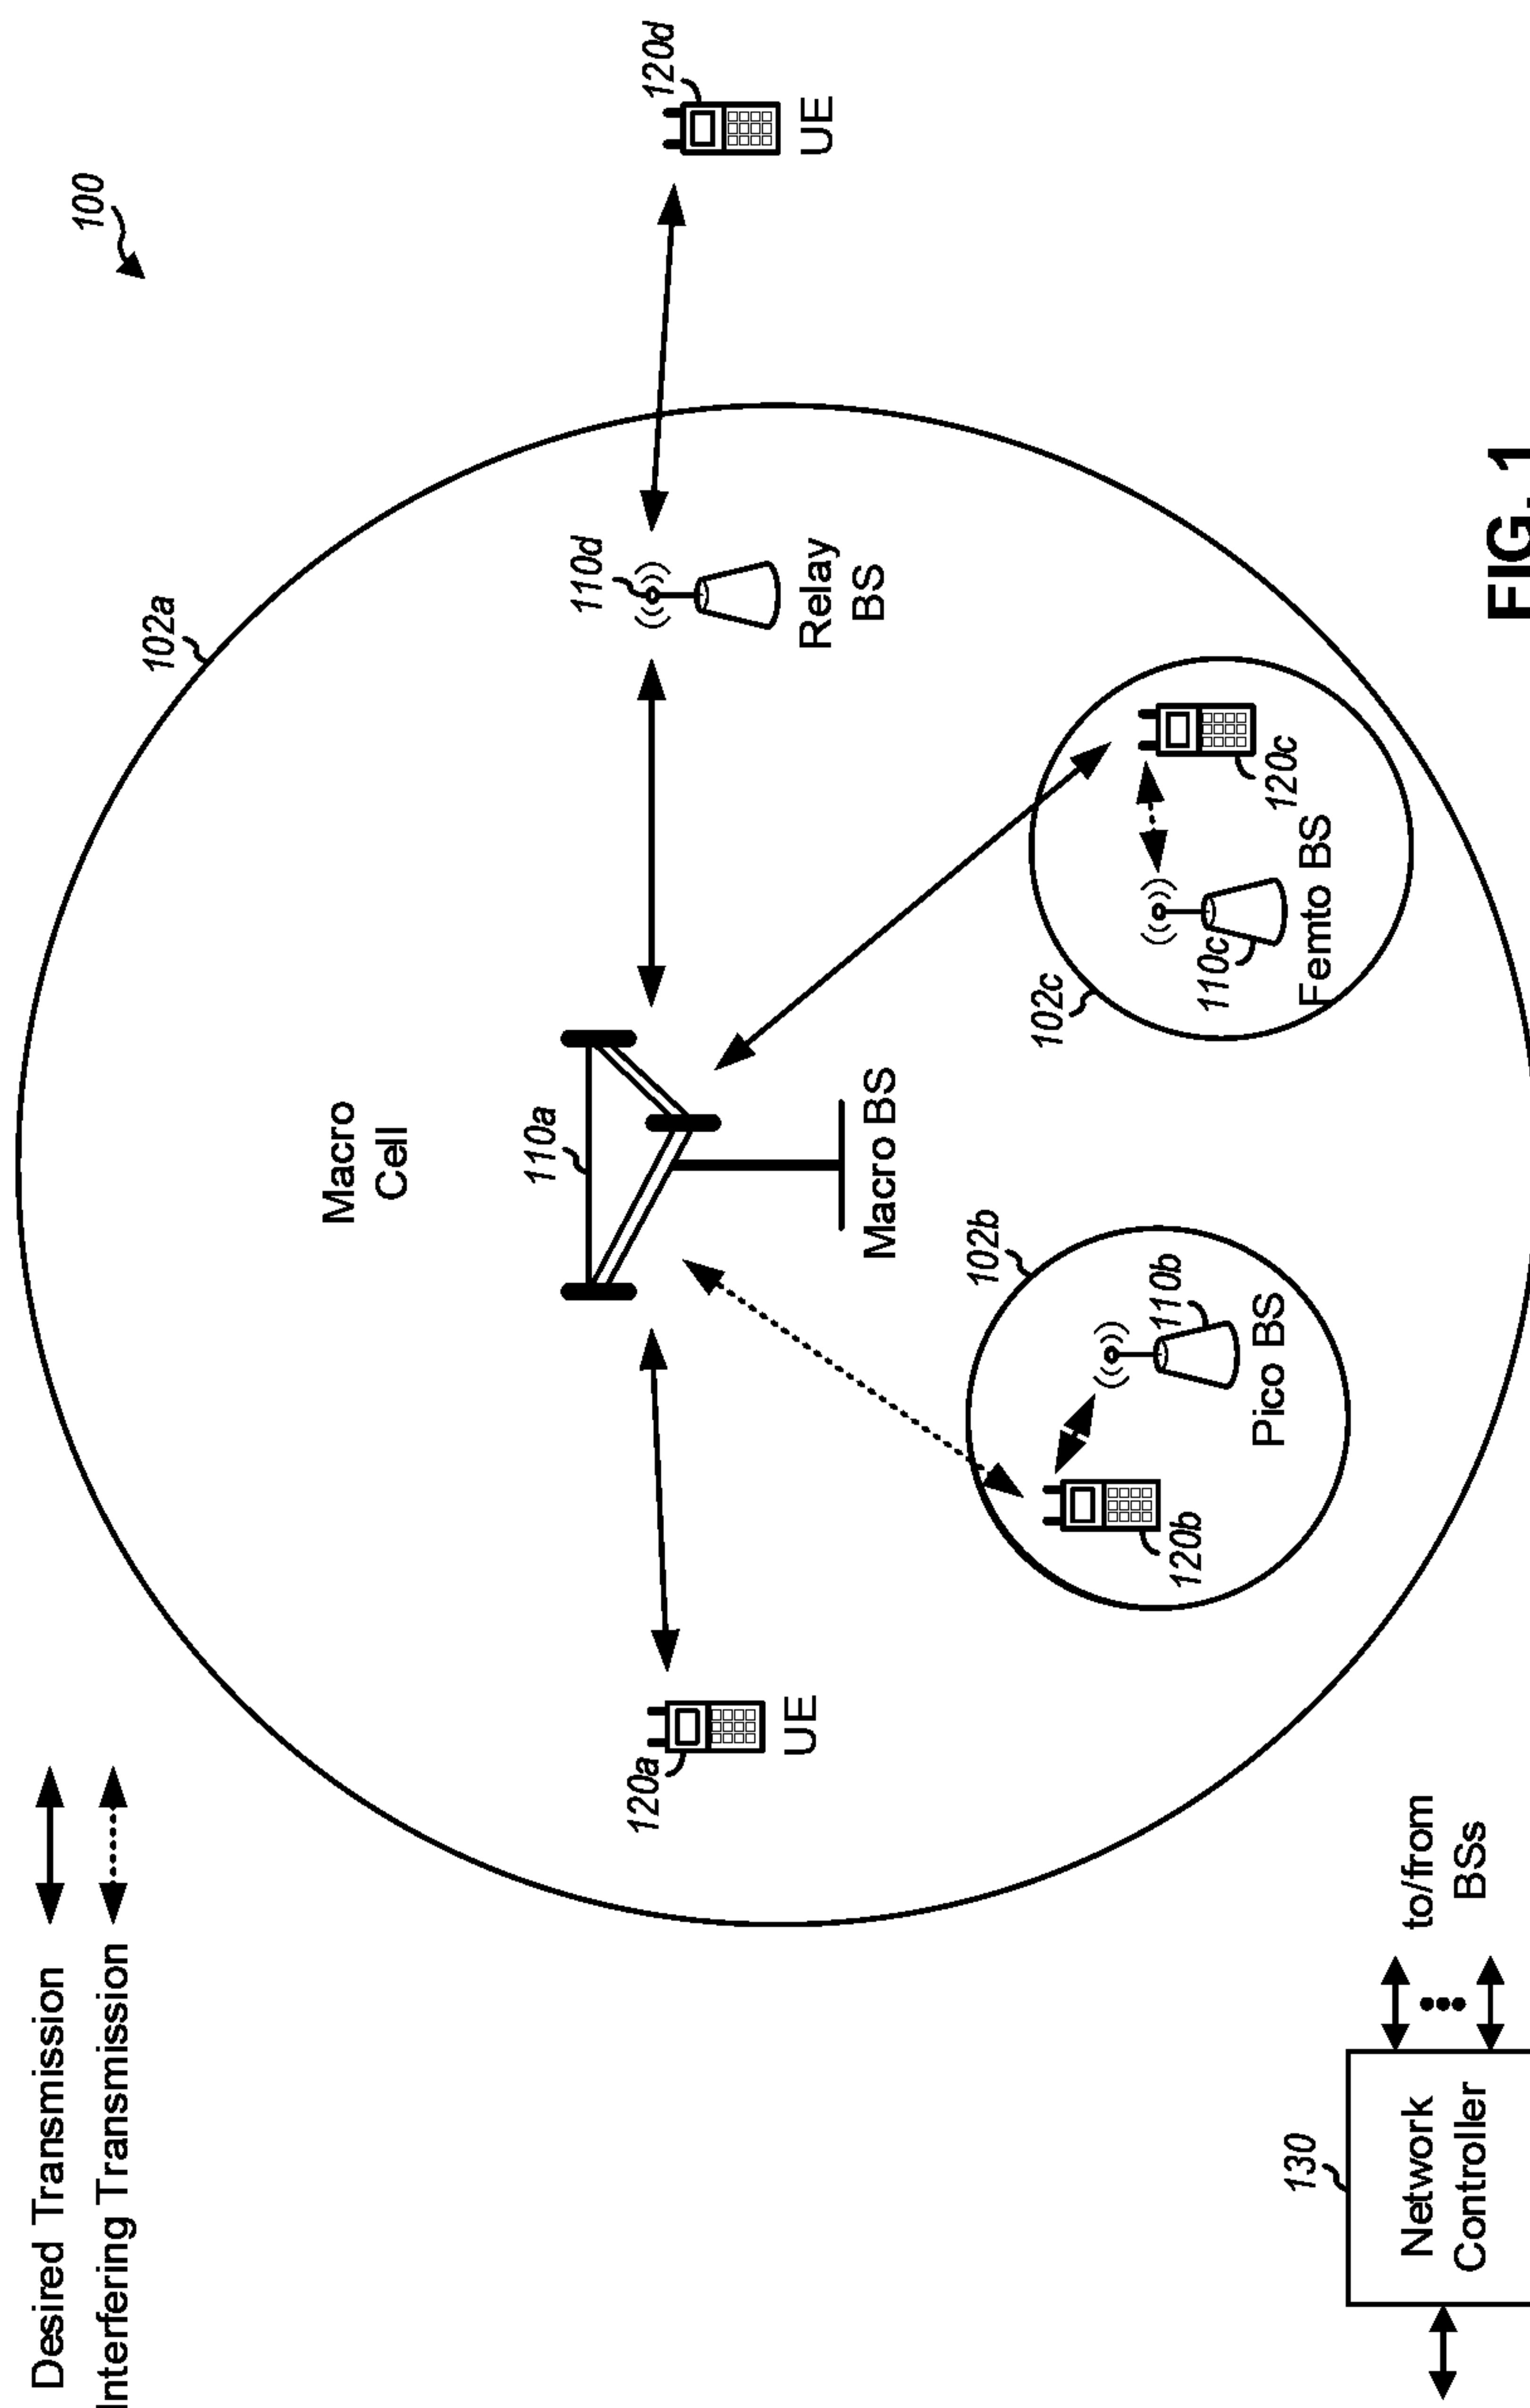 Desired Transmission
Interfering Transmission
100
102a
Macro
Cell
110a
110d
120a
120d
UE
Macro BS
Relay
BS
UE
102b
102c
120b
110b
Pico BS
110c
120c
Femto BS
130
Network
Controller
to/from
BSs
FIG. 1